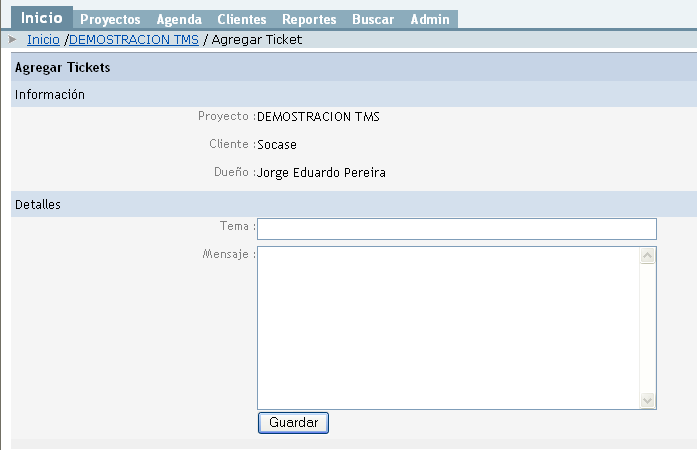 Inicio Proyectos Agenda Clientes Reportes Buscar Admin
Inicio /DEMOSTRACION TMS / Agregar Ticket
Agregar Tickets
Información
Proyecto :DEMOSTRACION TMS
Cliente :Socase
Dueño :Jorge Eduardo Pereira
Detalles
Tema :
Mensaje :
Guardar